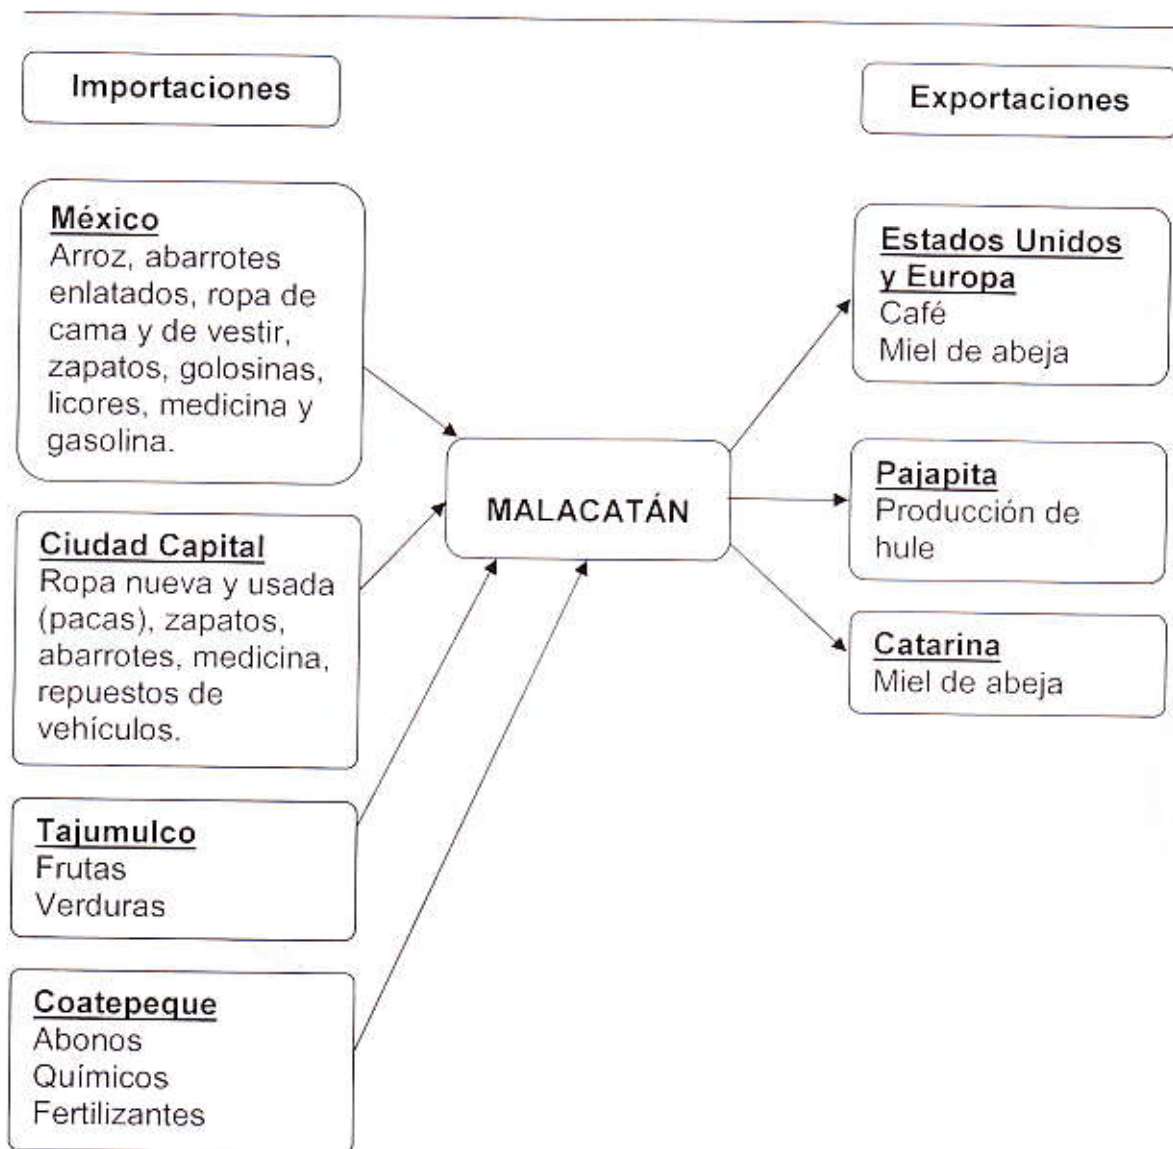 Importaciones
Exportaciones
México
Arroz, abarrotes
enlatados, ropa de
cama y de vestir,
zapatos, golosinas,
licores, medicina y
gasolina.
Ciudad Capital
Ropa nueva y usada
(pacas), zapatos,
abarrotes, medicina,
repuestos de
vehículos.
Tajumulco
Frutas
Verduras
Coatepeque
Abonos
Químicos
Fertilizantes
MALACATÁN
Estados Unidos
y Europa
Café
Miel de abeja
Pajapita
Producción de
hule
Catarina
Miel de abeja